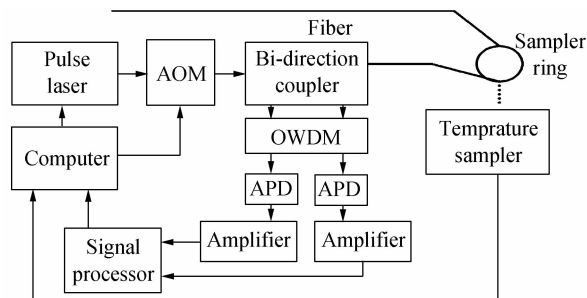 Fiber
Sampler
ring
Pulse
laser
AOM
Bi-direction
coupler
OWDM
Temprature
sampler
Computer
APD
APD
Amplifier
Amplifier
Signal
processor